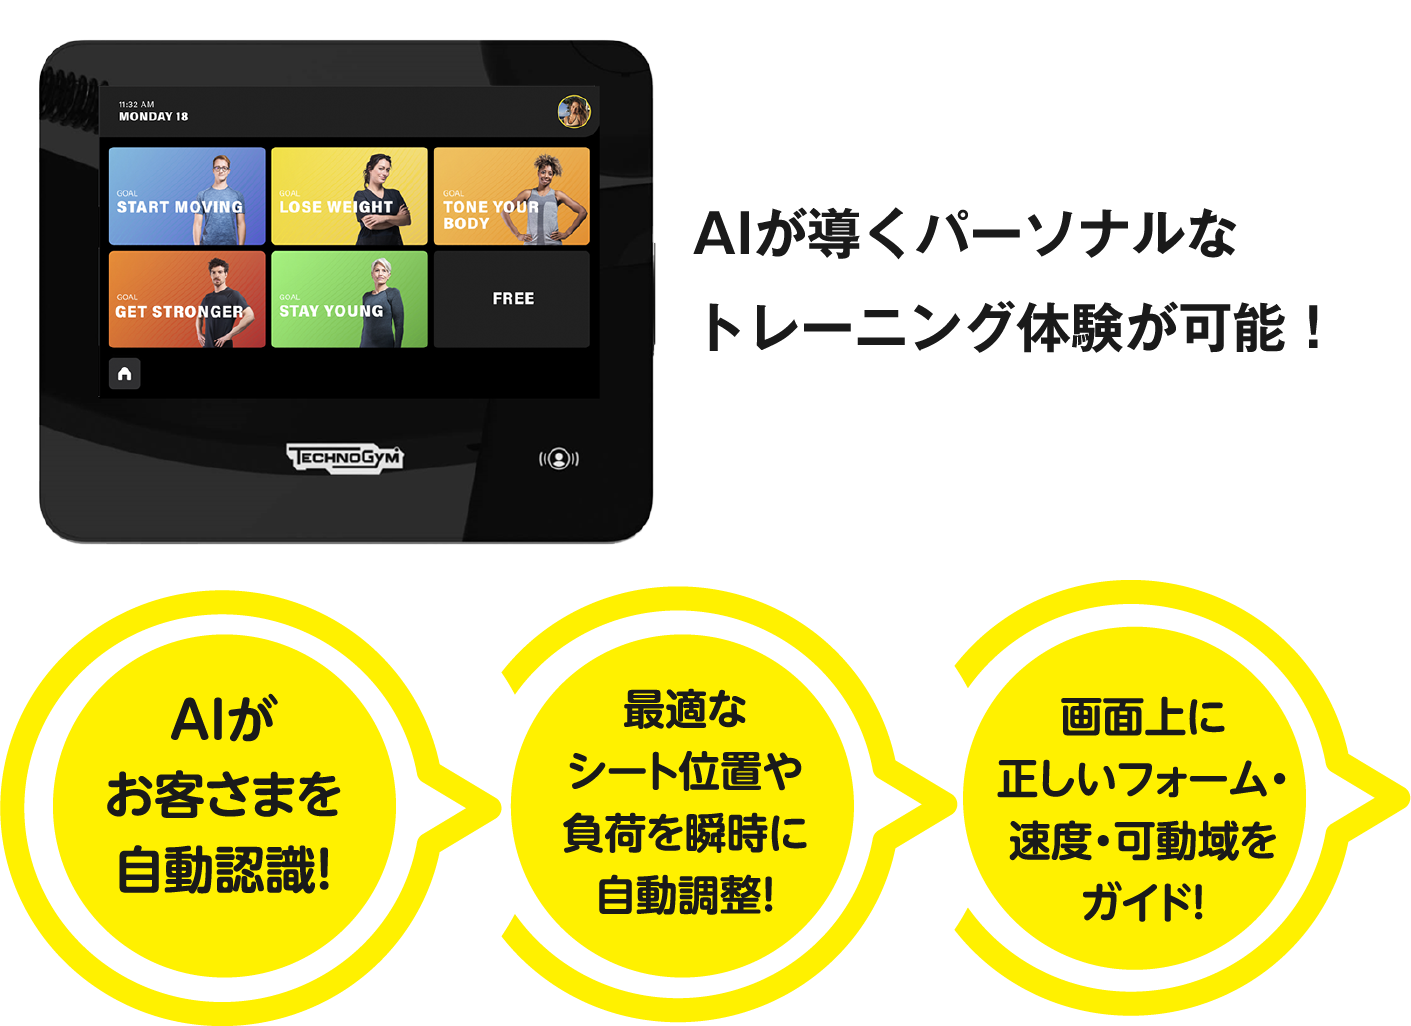 11:32 AM
MONDAY 18
GOAL
START MOVING
GOAL
LOSE WEIGHT
GOAL
TONE YOUR
BODY
GOAL
GET STRONGER
GOAL
STAY YOUNG
FREE
TECHNOGYM
AIが導くパーソナルな
トレーニング体験が可能！
AIが
お客さまを
自動認識!
最適な
シート位置や
負荷を瞬時に
自動調整!
画面上に
正しいフォーム・
速度・可動域を
ガイド!